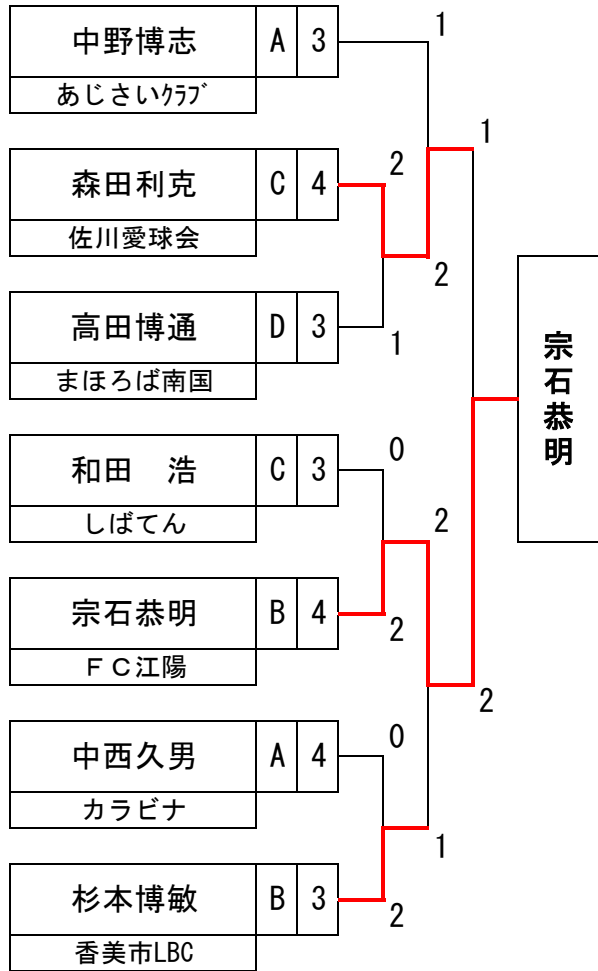 中野博志 A 3
あじさいｸﾗﾌﾞ
森田利克 C 4
佐川愛球会
高田博通 D 3
まほろば南国
和田　浩 C 3
しばてん
宗石恭明 B 4
ＦＣ江陽
中西久男 A 4
カラビナ
杉本博敏 B 3
香美市LBC
1
2
2
1
0
2
2
0
1
2
1
2
宗石恭明